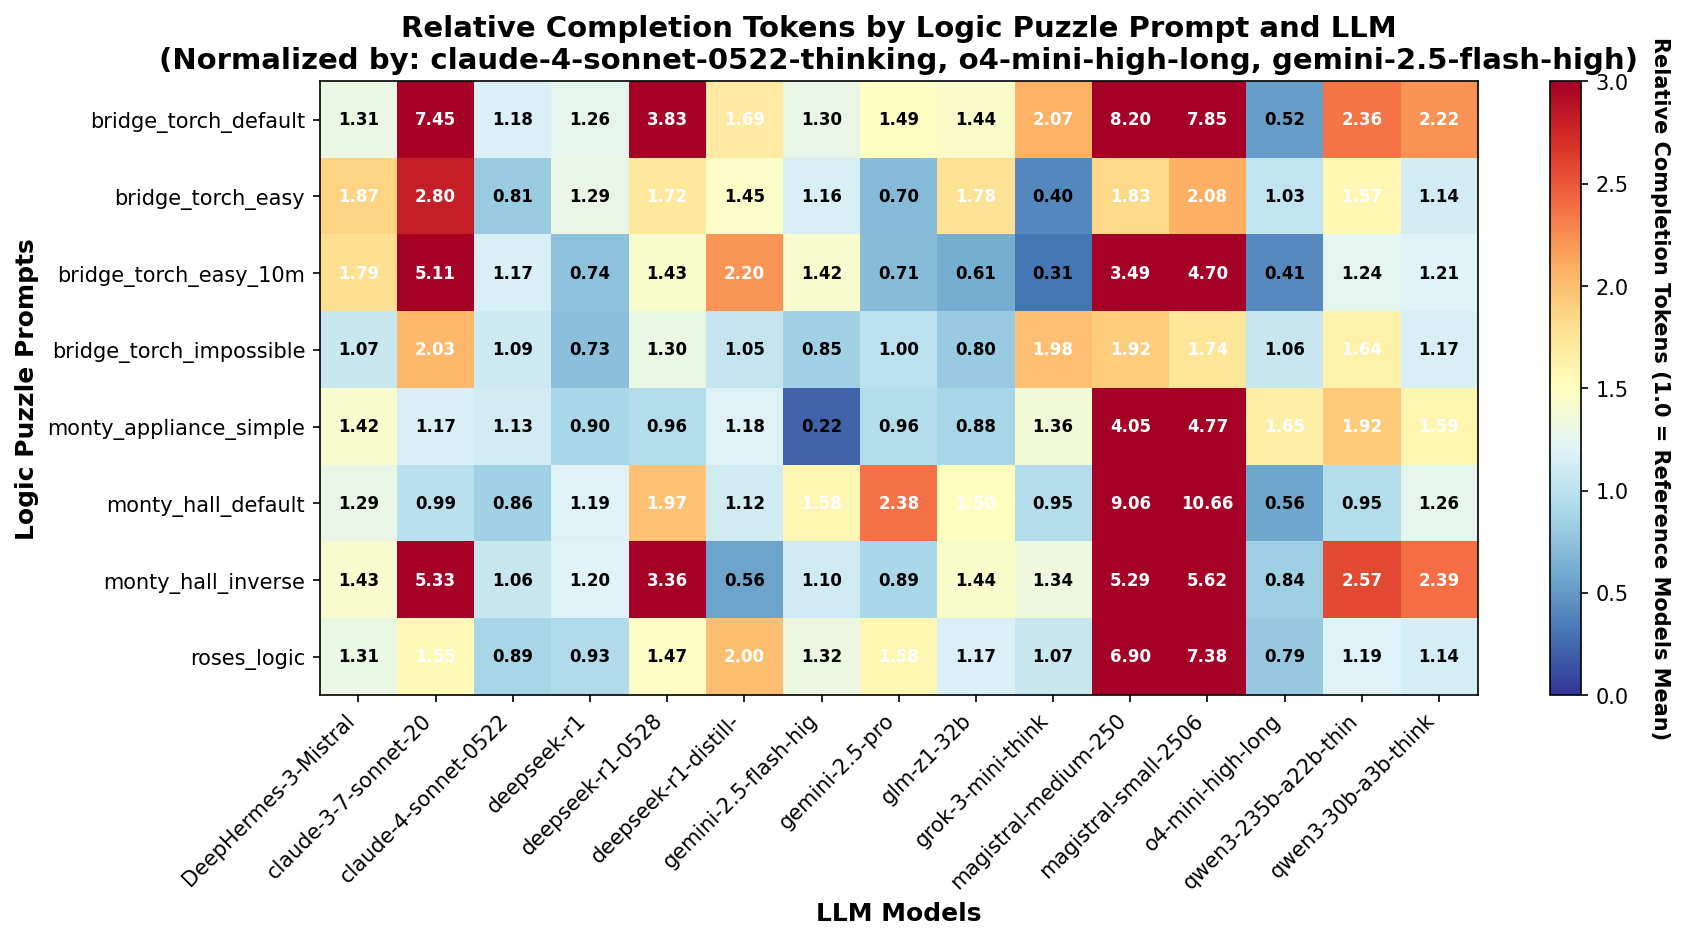 Relative Completion Tokens by Logic Puzzle Prompt and LLM
(Normalized by: claude-4-sonnet-0522-thinking, o4-mini-high-long, gemini-2.5-flash-high)
Logic Puzzle Prompts
bridge_torch_default 1.31 7.45 1.18 1.26 3.83 1.69 1.30 1.49 1.44 2.07 8.20 7.85 0.52 2.36 2.22
bridge_torch_easy 1.87 2.80 0.81 1.29 1.72 1.45 1.16 0.70 1.78 0.40 1.83 2.08 1.03 1.57 1.14
bridge_torch_easy_10m 1.79 5.11 1.17 0.74 1.43 2.20 1.42 0.71 0.61 0.31 3.49 4.70 0.41 1.24 1.21
bridge_torch_impossible 1.07 2.03 1.09 0.73 1.30 1.05 0.85 1.00 0.80 1.98 1.92 1.74 1.06 1.64 1.17
monty_appliance_simple 1.42 1.17 1.13 0.90 0.96 1.18 0.22 0.96 0.88 1.36 4.05 4.77 1.65 1.92 1.59
monty_hall_default 1.29 0.99 0.86 1.19 1.97 1.12 1.58 2.38 1.50 0.95 9.06 10.66 0.56 0.95 1.26
monty_hall_inverse 1.43 5.33 1.06 1.20 3.36 0.56 1.10 0.89 1.44 1.34 5.29 5.62 0.84 2.57 2.39
roses_logic 1.31 1.55 0.89 0.93 1.47 2.00 1.32 1.58 1.17 1.07 6.90 7.38 0.79 1.19 1.14
DeepHermes-3-Mistral
claude-3-7-sonnet-20
claude-4-sonnet-0522
deepseek-r1
deepseek-r1-0528
deepseek-r1-distill-
gemini-2.5-flash-hig
gemini-2.5-pro
glm-z1-32b
grok-3-mini-think
magistral-medium-250
magistral-small-2506
o4-mini-high-long
qwen3-235b-a22b-thin
qwen3-30b-a3b-think
LLM Models
3.0
2.5
2.0
1.5
1.0
0.5
0.0
Relative Completion Tokens (1.0 = Reference Models Mean)